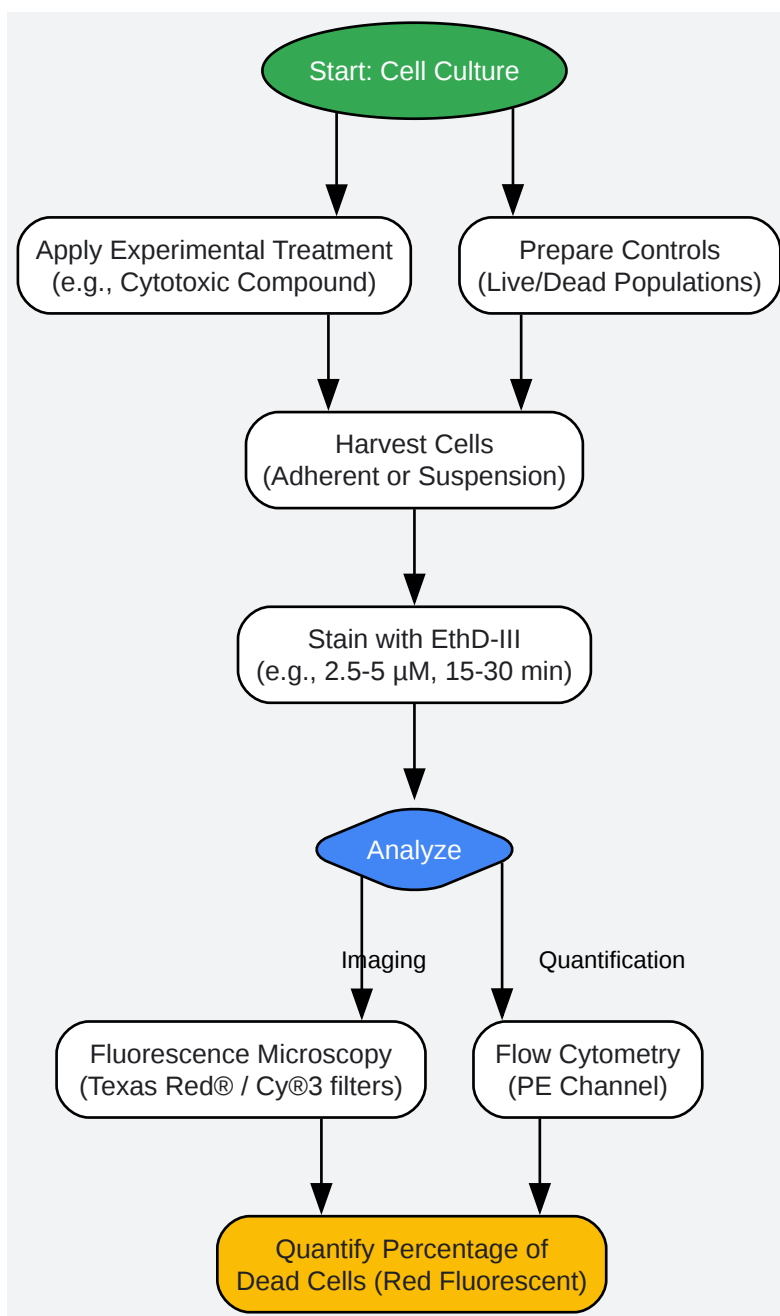 Start: Cell Culture
Apply Experimental Treatment
(e.g., Cytotoxic Compound)
Prepare Controls
(Live/Dead Populations)
Harvest Cells
(Adherent or Suspension)
Stain with EthD-III
(e.g., 2.5-5 µM, 15-30 min)
Analyze
Imaging
Quantification
Fluorescence Microscopy
(Texas Red® / Cy®3 filters)
Flow Cytometry
(PE Channel)
Quantify Percentage of
Dead Cells (Red Fluorescent)